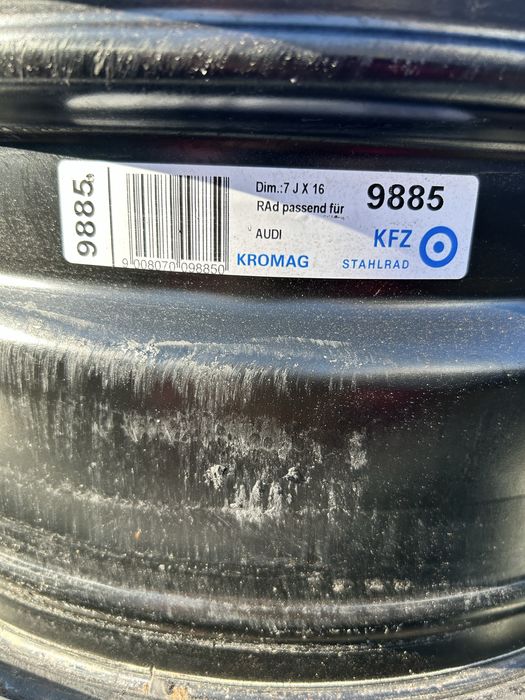 9885
9 008070 098850
Dim.:7 J X 16
RAd passend für
AUDI
KROMAG
9885
KFZ
STAHLRAD